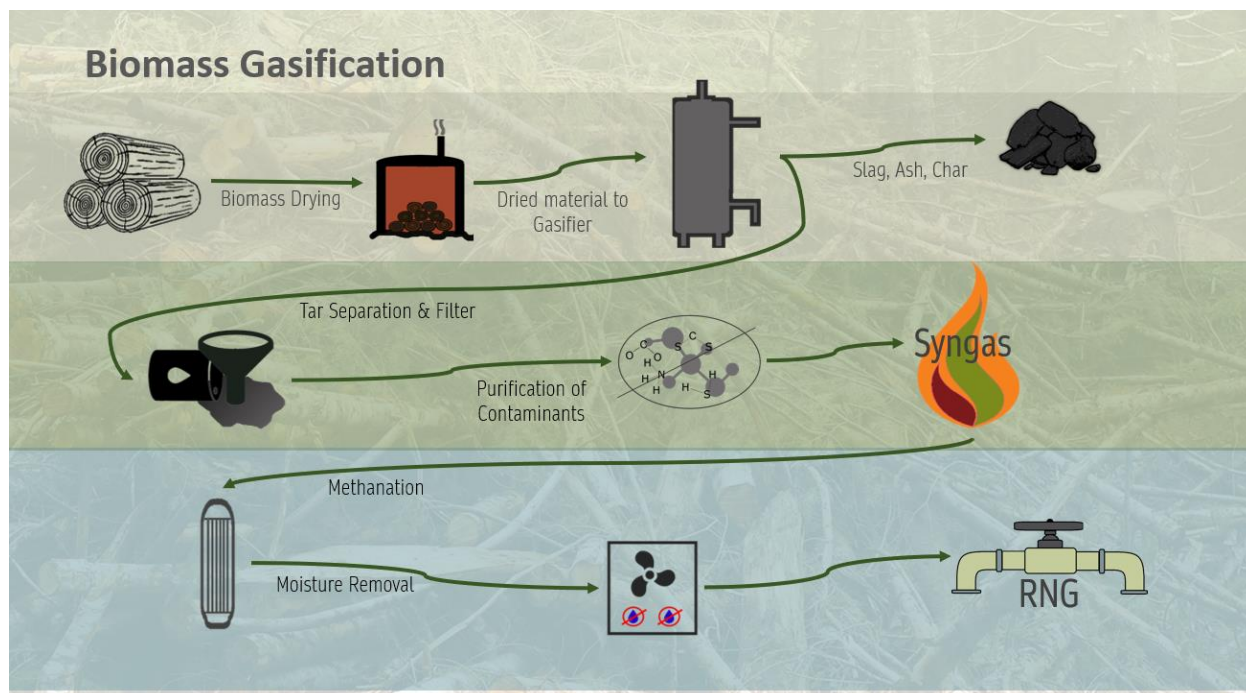 Biomass Gasification
Biomass Drying
Dried material to
Gasifier
Slag, Ash, Char
Tar Separation & Filter
Purification of
Contaminants
C
S
C
S
O
O
H
H
N
H
H
H
S
Syngas
Methanation
Moisture Removal
RNG